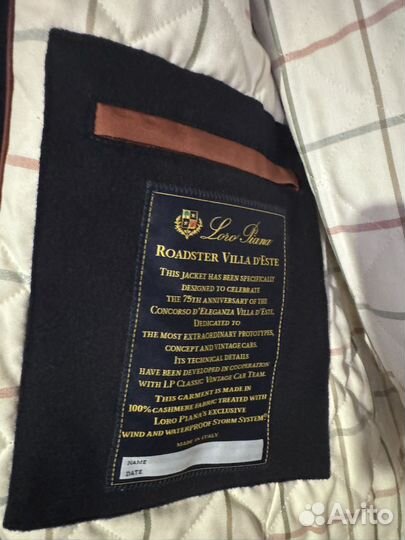 Loro Piana
ROADSTER VILLA D'ESTE
THIS JACKET HAS BEEN SPECIFICALLY
DESIGNED TO CELEBRATE
THE 75TH ANNIVERSARY OF THE
CONCORSO D'ELEGANZA VILLA D'ESTE,
DEDICATED TO
THE MOST EXTRAORDINARY PROTOTYPES,
CONCEPT AND VINTAGE CARS.
ITS TECHNICAL DETAILS
HAVE BEEN DEVELOPED IN COOPERATION
WITH LP CLASSIC VINTAGE CAR TEAM.
THIS GARMENT IS MADE IN
100% CASHMERE FABRIC TREATED WITH
LORO PIANA'S EXCLUSIVE
WIND AND WATERPROOF STORM SYSTEM®
MADE IN ITALY
NAME
DATE
Avito